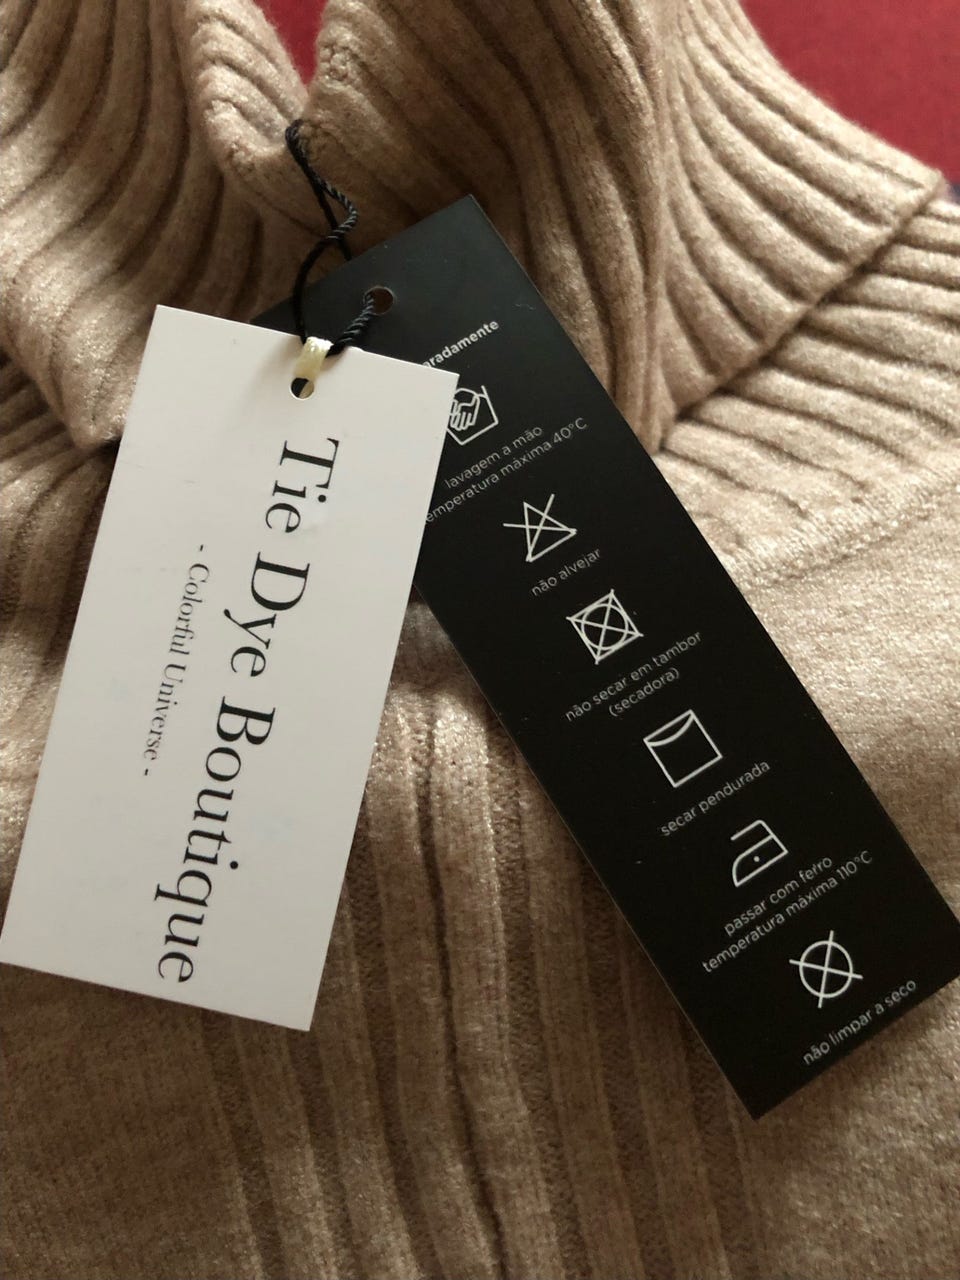 Tie Dye Boutique
- Colorful Universe -
lavagem a mão
máxima 40°C
não alvejar
não secar em tambor
(secadora)
secar pendurada
passar com ferro
temperatura máxima 110°C
não limpar a seco